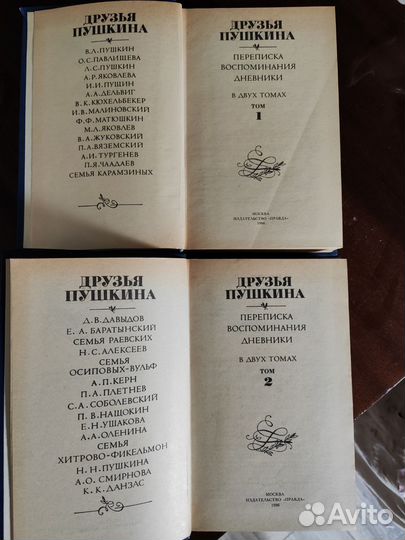 ДРУЗЬЯ
ПУШКИНА
В.Л.ПУШКИН
О.С.ПАВЛИЩЕВА
Л.С.ПУШКИН
А.Р.ЯКОВЛЕВА
И.И.ПУЩИН
А.А.ДЕЛЬВИГ
В.К.КЮХЕЛЬБЕКЕР
И.В.МАЛИНОВСКИЙ
Ф.Ф.МАТЮШКИН
М.Л.ЯКОВЛЕВ
В.А.ЖУКОВСКИЙ
П.А.ВЯЗЕМСКИЙ
А.И.ТУРГЕНЕВ
П.Я.ЧААДАЕВ
СЕМЬЯ КАРАМЗИНЫХ
ДРУЗЬЯ
ПУШКИНА
ПЕРЕПИСКА
ВОСПОМИНАНИЯ
ДНЕВНИКИ
В ДВУХ ТОМАХ
ТОМ
1
МОСКВА
ИЗДАТЕЛЬСТВО «ПРАВДА»
1986
ДРУЗЬЯ
ПУШКИНА
Д.В.ДАВЫДОВ
Е.А.БАРАТЫНСКИЙ
СЕМЬЯ РАЕВСКИХ
Н.С.АЛЕКСЕЕВ
СЕМЬЯ
ОСИПОВЫХ-ВУЛЬФ
А.П.КЕРН
П.А.ПЛЕТНЕВ
С.А.СОБОЛЕВСКИЙ
П.В.НАЩОКИН
Е.Н.УШАКОВА
А.А.ОЛЕНИНА
СЕМЬЯ
ХИТРОВО-ФИКЕЛЬМОН
Н.Н.ПУШКИНА
А.О.СМИРНОВА
К.К.ДАНЗАС
ДРУЗЬЯ
ПУШКИНА
ПЕРЕПИСКА
ВОСПОМИНАНИЯ
ДНЕВНИКИ
В ДВУХ ТОМАХ
ТОМ
2
МОСКВА
ИЗДАТЕЛЬСТВО «ПРАВДА»
1986
Avito